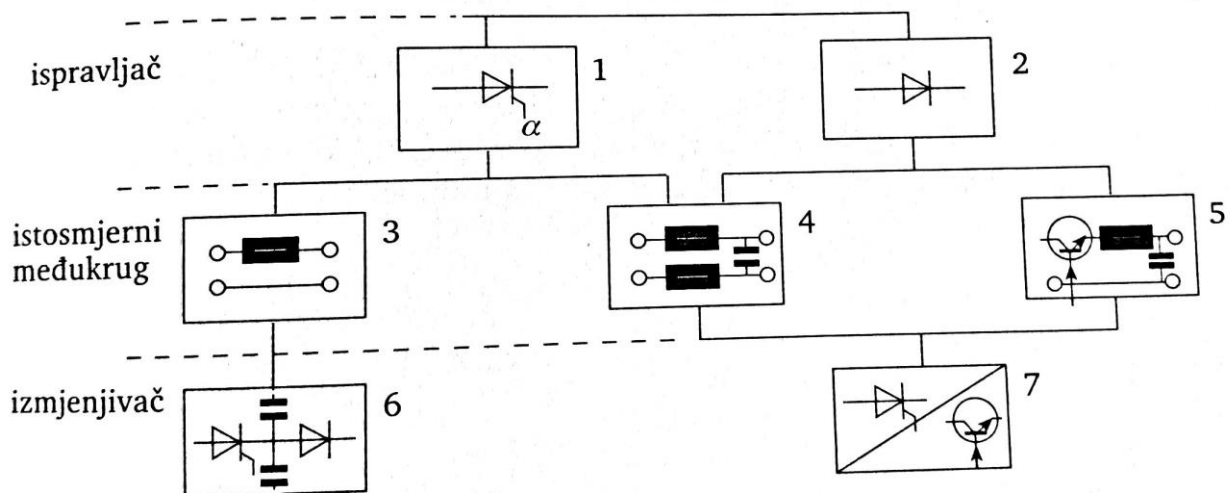 ispravljač
1
α
2
istosmjerni
međukrug
3
4
5
izmjenjivač
6
7